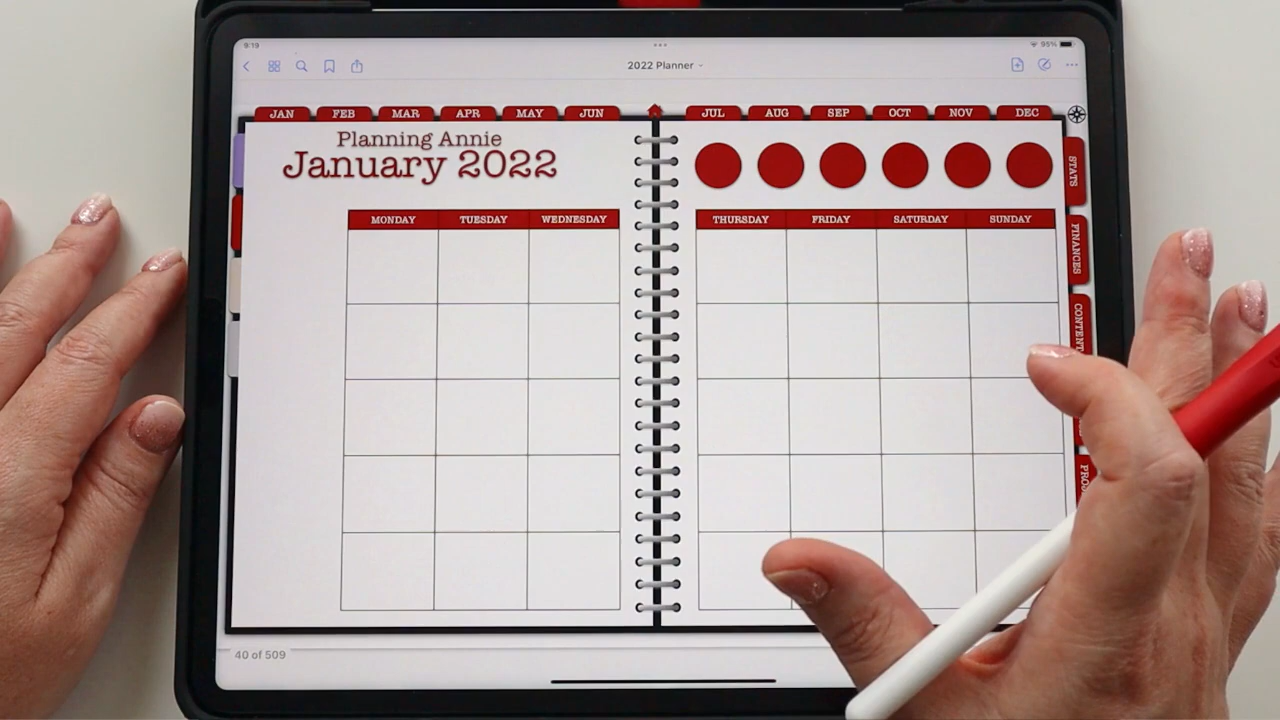 9:19
95%
2022 Planner
JAN FEB MAR APR MAY JUN JUL AUG SEP OCT NOV DEC
Planning Annie
January 2022
MONDAY TUESDAY WEDNESDAY THURSDAY FRIDAY SATURDAY SUNDAY
STATS
FINANCES
40 of 509